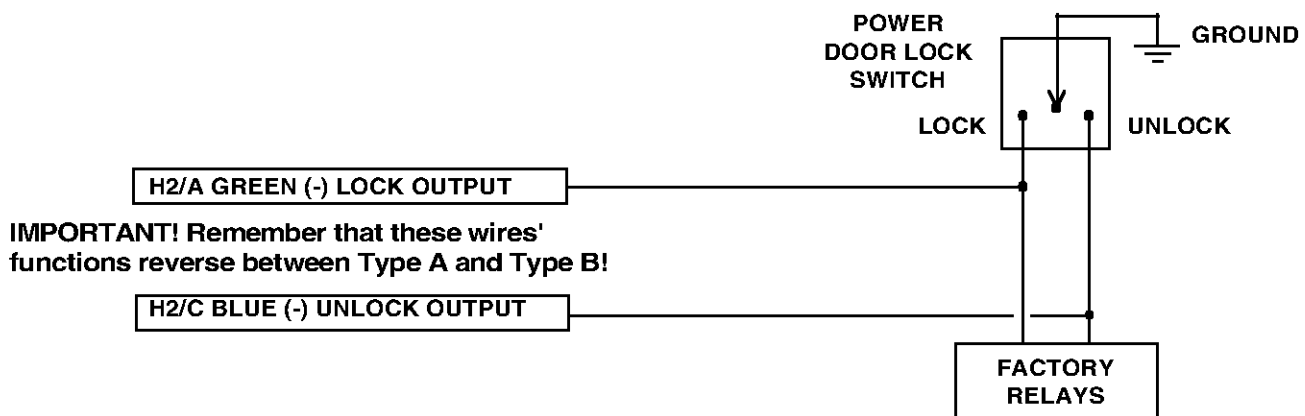 POWER
DOOR LOCK
SWITCH
GROUND
LOCK
UNLOCK
H2/A GREEN (-) LOCK OUTPUT
IMPORTANT! Remember that these wires'
functions reverse between Type A and Type B!
H2/C BLUE (-) UNLOCK OUTPUT
FACTORY
RELAYS